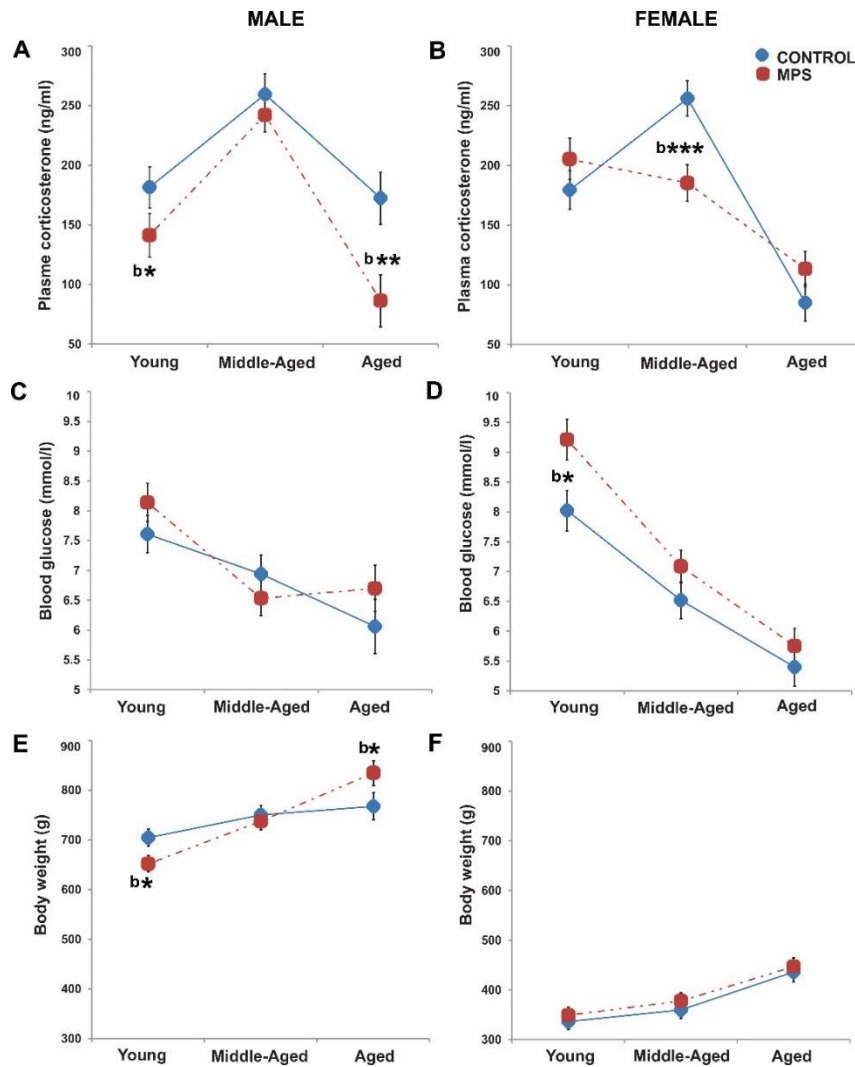 MALE
FEMALE
A
Plasme corticosterone (ng/ml)
300
250
200
150
100
50
b*
b**
Young
Middle-Aged
Aged
B
Plasma corticosterone (ng/ml)
300
250
200
150
100
50
CONTROL
MPS
b***
Young
Middle-Aged
Aged
C
Blood glucose (mmol/l)
10
9.5
9
8.5
8
7.5
7
6.5
6
5.5
5
Young
Middle-Aged
Aged
D
Blood glucose (mmol/l)
10
9.5
9
8.5
8
7.5
7
6.5
6
5.5
5
b*
Young
Middle-Aged
Aged
E
Body weight (g)
900
800
700
600
500
400
300
b*
b*
Young
Middle-Aged
Aged
F
Body weight (g)
900
800
700
600
500
400
300
Young
Middle-Aged
Aged